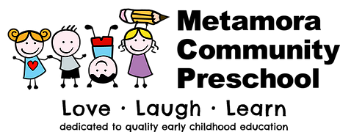 Metamora
Community
Preschool
Love · Laugh · Learn
dedicated to quality early childhood education